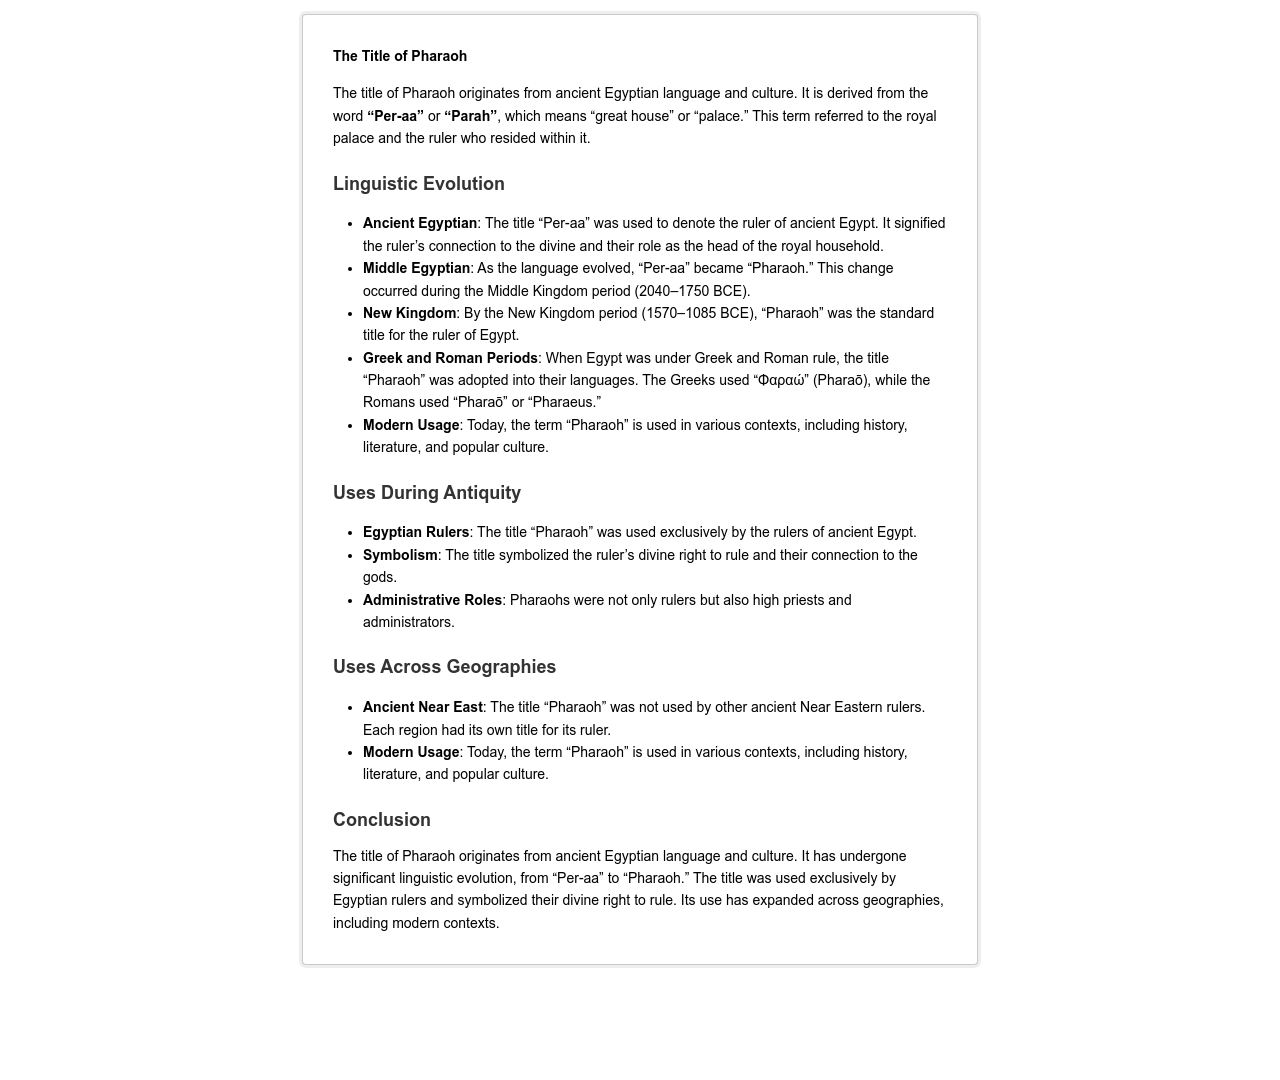 The Title of Pharaoh
The title of Pharaoh originates from ancient Egyptian language and culture. It is derived from the
word “Per-aa” or “Parah”, which means “great house” or “palace.” This term referred to the royal
palace and the ruler who resided within it.
Linguistic Evolution
• Ancient Egyptian: The title “Per-aa” was used to denote the ruler of ancient Egypt. It signified
the ruler’s connection to the divine and their role as the head of the royal household.
• Middle Egyptian: As the language evolved, “Per-aa” became “Pharaoh.” This change
occurred during the Middle Kingdom period (2040–1750 BCE).
• New Kingdom: By the New Kingdom period (1570–1085 BCE), “Pharaoh” was the standard
title for the ruler of Egypt.
• Greek and Roman Periods: When Egypt was under Greek and Roman rule, the title
“Pharaoh” was adopted into their languages. The Greeks used “Φαραώ” (Pharaō), while the
Romans used “Pharaō” or “Pharaeus.”
• Modern Usage: Today, the term “Pharaoh” is used in various contexts, including history,
literature, and popular culture.
Uses During Antiquity
• Egyptian Rulers: The title “Pharaoh” was used exclusively by the rulers of ancient Egypt.
• Symbolism: The title symbolized the ruler’s divine right to rule and their connection to the
gods.
• Administrative Roles: Pharaohs were not only rulers but also high priests and
administrators.
Uses Across Geographies
• Ancient Near East: The title “Pharaoh” was not used by other ancient Near Eastern rulers.
Each region had its own title for its ruler.
• Modern Usage: Today, the term “Pharaoh” is used in various contexts, including history,
literature, and popular culture.
Conclusion
The title of Pharaoh originates from ancient Egyptian language and culture. It has undergone
significant linguistic evolution, from “Per-aa” to “Pharaoh.” The title was used exclusively by
Egyptian rulers and symbolized their divine right to rule. Its use has expanded across geographies,
including modern contexts.